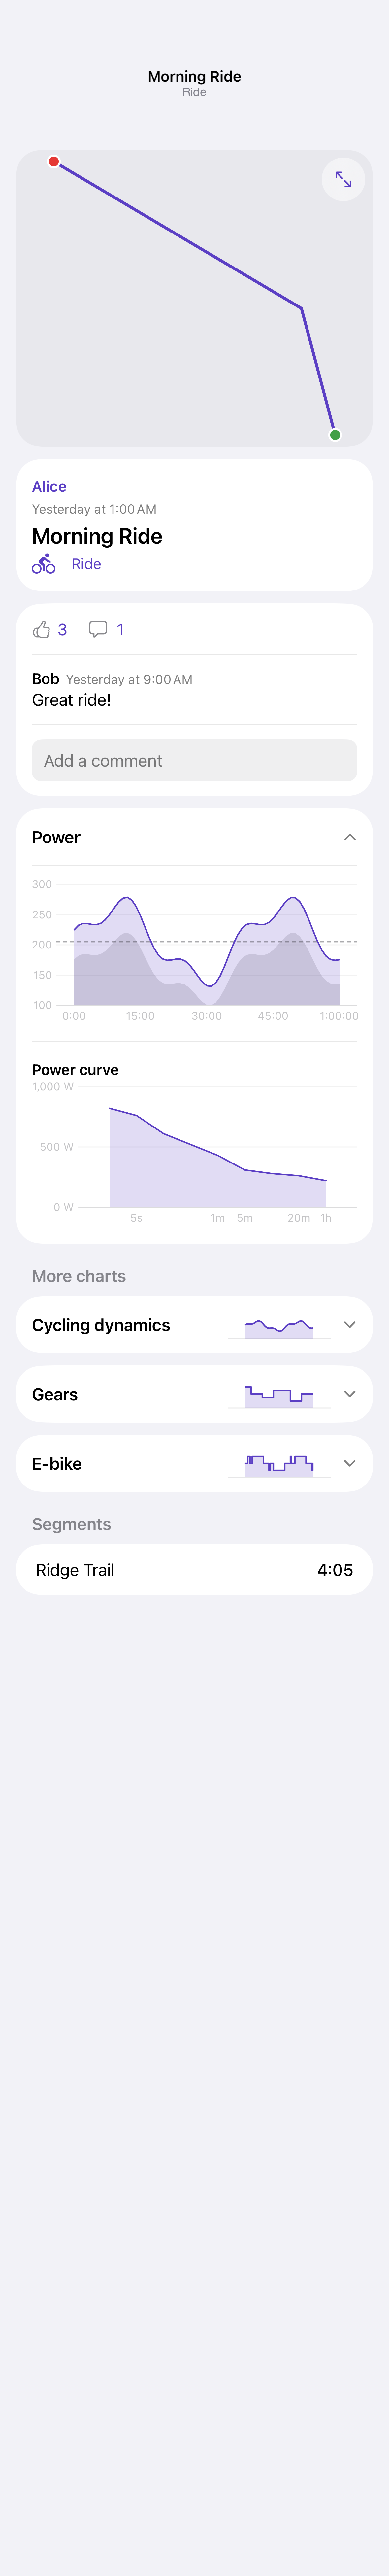 Morning Ride
Ride
Alice
Yesterday at 1:00 AM
Morning Ride
Ride
3 1
Bob Yesterday at 9:00 AM
Great ride!
Add a comment
Power
300
250
200
150
100
0:00 15:00 30:00 45:00 1:00:00
Power curve
1,000 W
500 W
0 W
5s 1m 5m 20m 1h
More charts
Cycling dynamics
Gears
E-bike
Segments
Ridge Trail 4:05